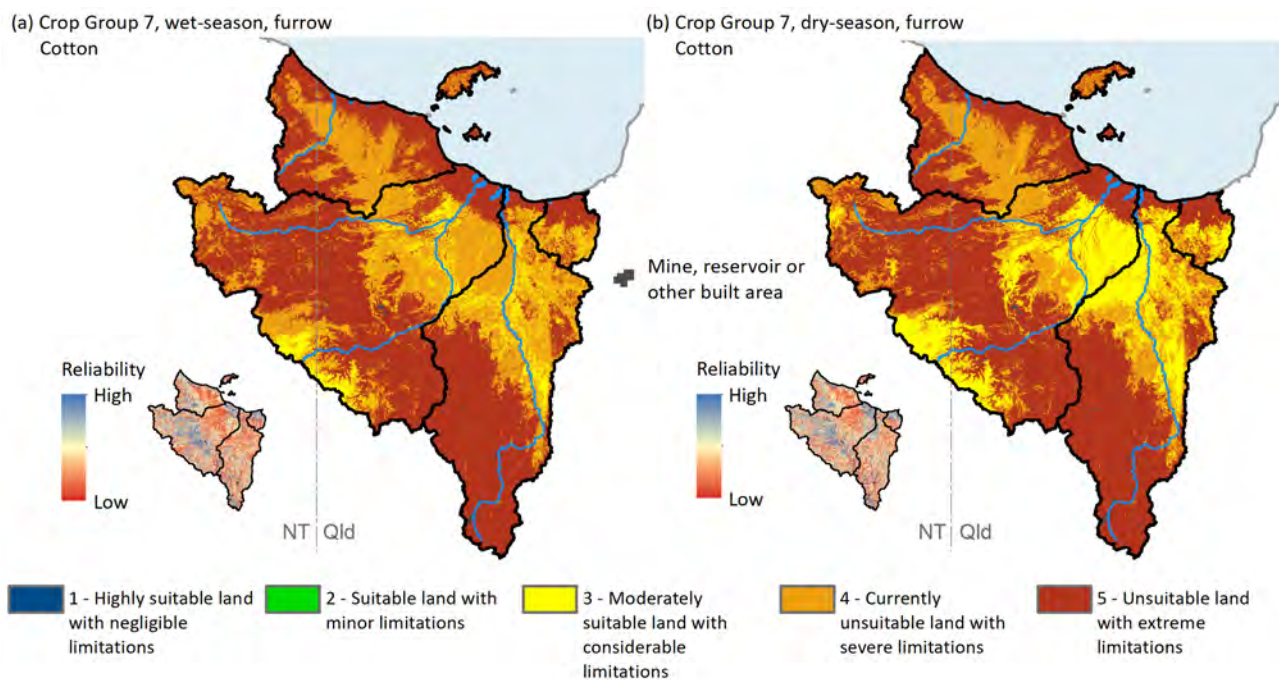 (a) Crop Group 7, wet-season, furrow
Cotton
(b) Crop Group 7, dry-season, furrow
Cotton
Mine, reservoir or
other built area
Reliability
High
Low
NT
Qld
Reliability
High
Low
NT
Qld
1 - Highly suitable land
with negligible
limitations
2 - Suitable land with
minor limitations
3 - Moderately
suitable land with
considerable
limitations
4 - Currently
unsuitable land with
severe limitations
5 - Unsuitable land
with extreme
limitations